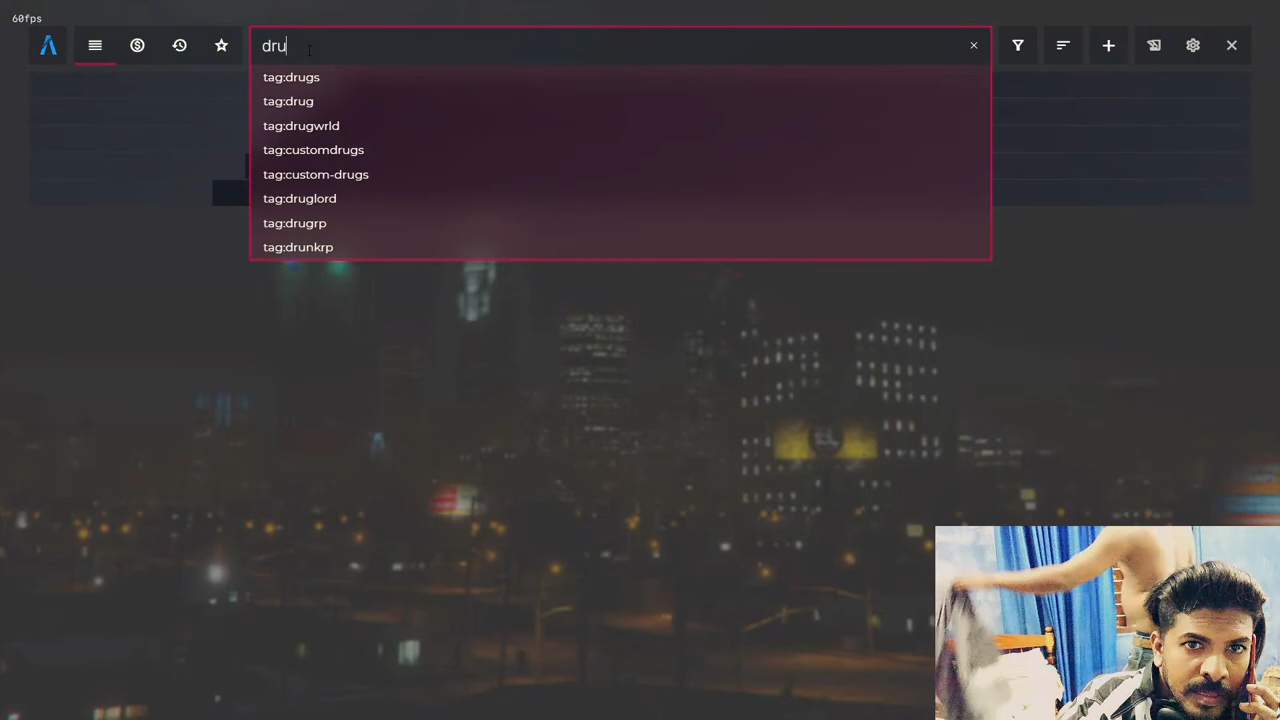 60fps
dru
tag:drugs
tag:drug
tag:drugwrld
tag:customdrugs
tag:custom-drugs
tag:druglord
tag:drugrp
tag:drunkrp